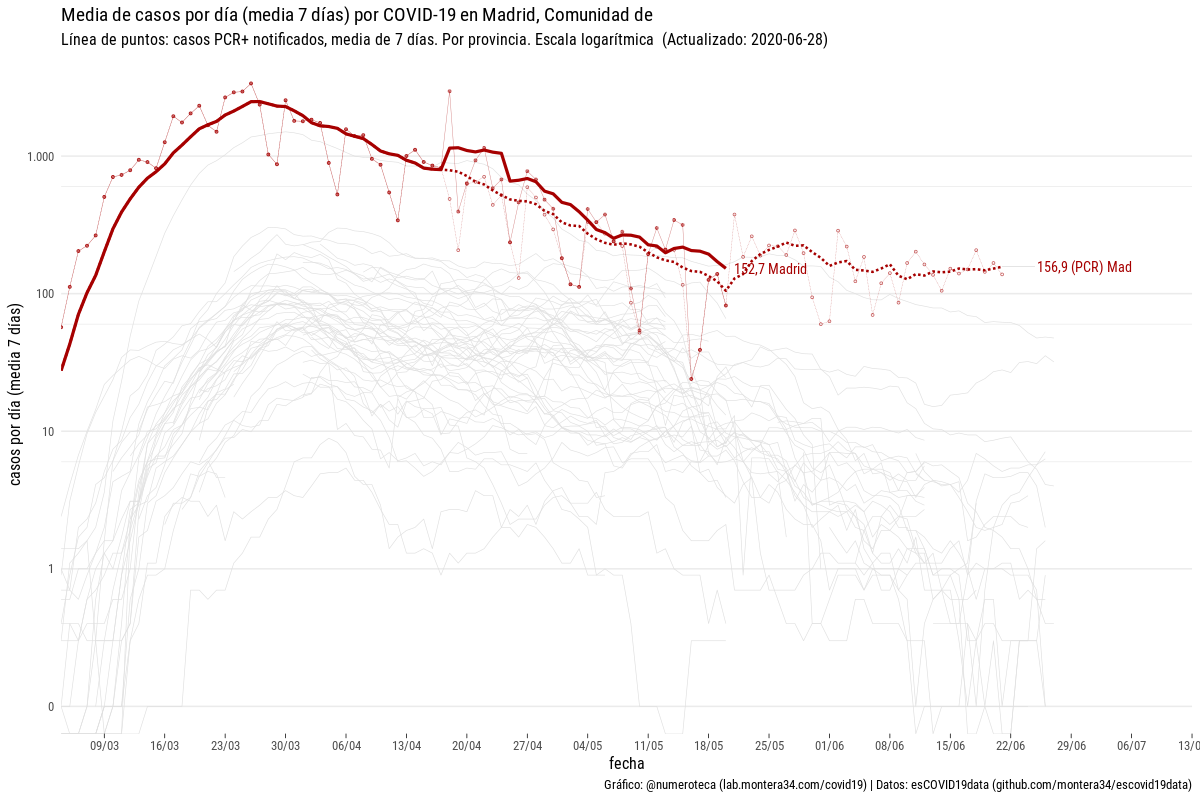 Media de casos por día (media 7 días) por COVID-19 en Madrid, Comunidad de
Línea de puntos: casos PCR+ notificados, media de 7 días. Por provincia. Escala logarítmica (Actualizado: 2020-06-28)
casos por día (media 7 días)
1.000
100
10
1
0
152,7 Madrid
156,9 (PCR) Mad
09/03 16/03 23/03 30/03 06/04 13/04 20/04 27/04 04/05 11/05 18/05 25/05 01/06 08/06 15/06 22/06 29/06 06/07 13/0
fecha
Gráfico: @numeroteca (lab.montera34.com/covid19) | Datos: esCOVID19data (github.com/montera34/escovid19data)